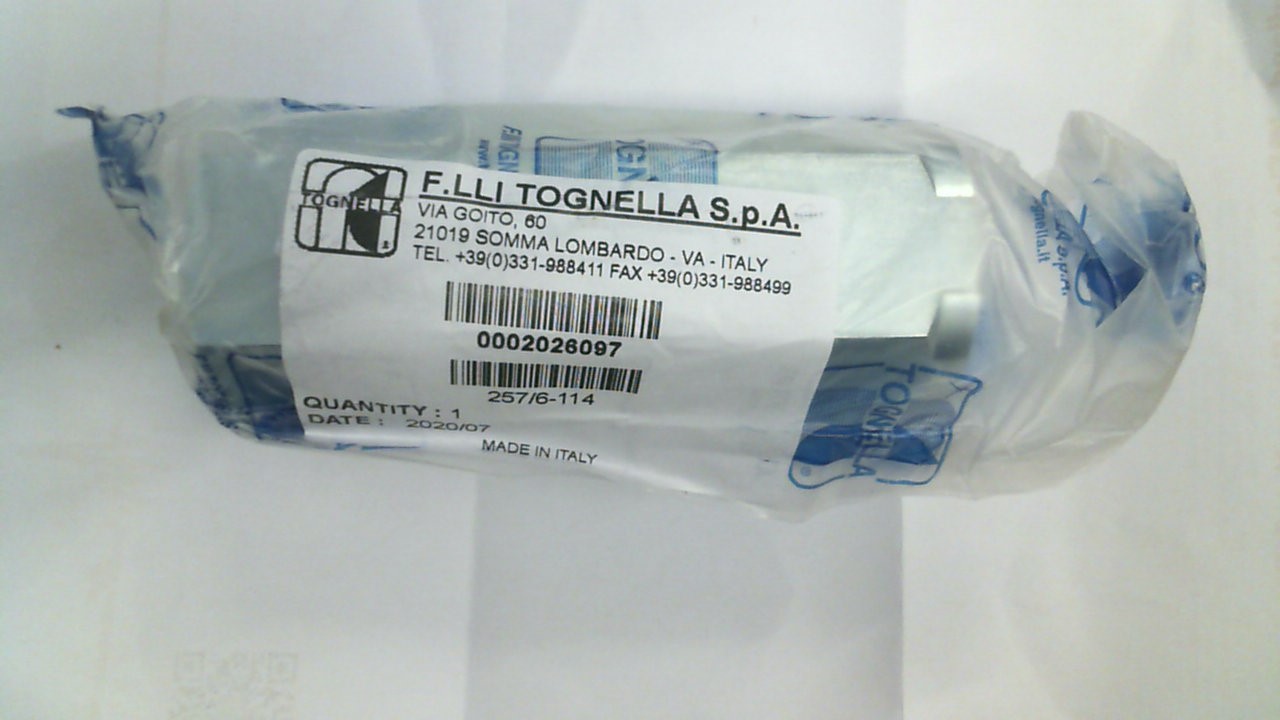 TOGNELLA
F.LLI TOGNELLA S.p.A.
VIA GOITO, 60
21019 SOMMA LOMBARDO - VA - ITALY
TEL. +39(0)331-988411 FAX +39(0)331-988499
0002026097
257/6-114
QUANTITY : 1
DATE : 2020/07
MADE IN ITALY
TOGNELLA